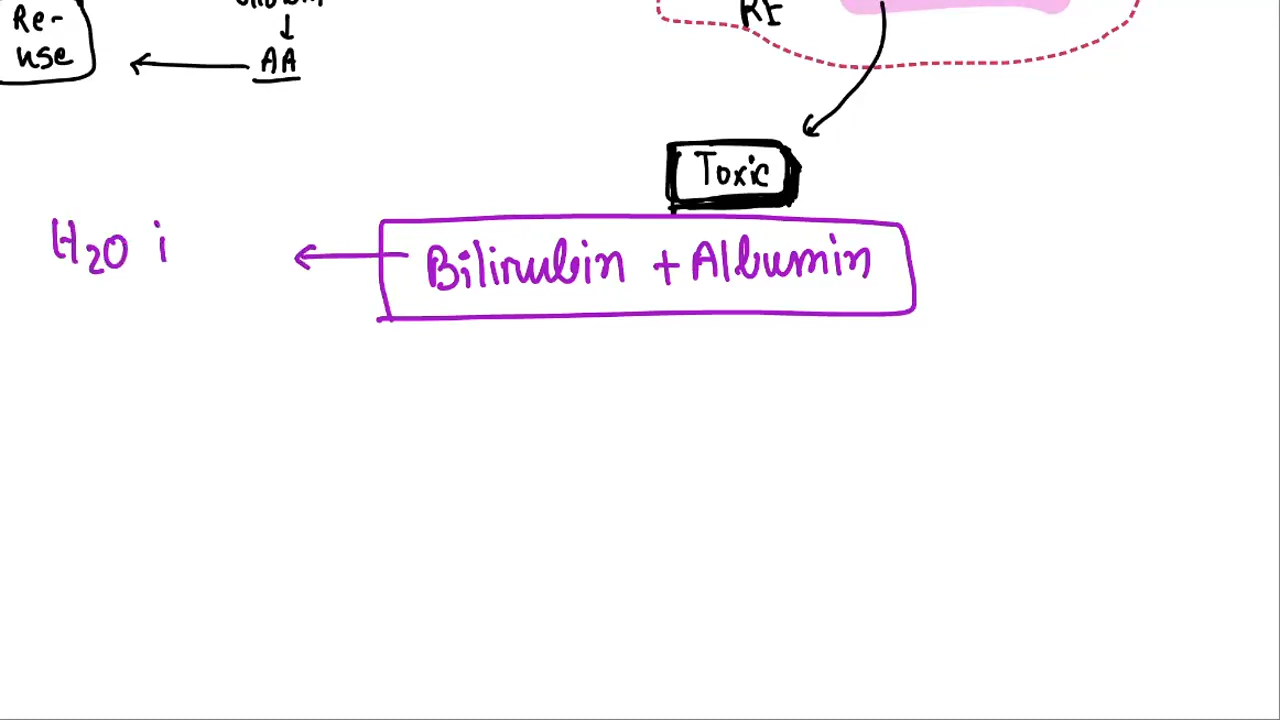 Re-
use
AA
RE
Toxic
H2O i
Bilirubin + Albumin